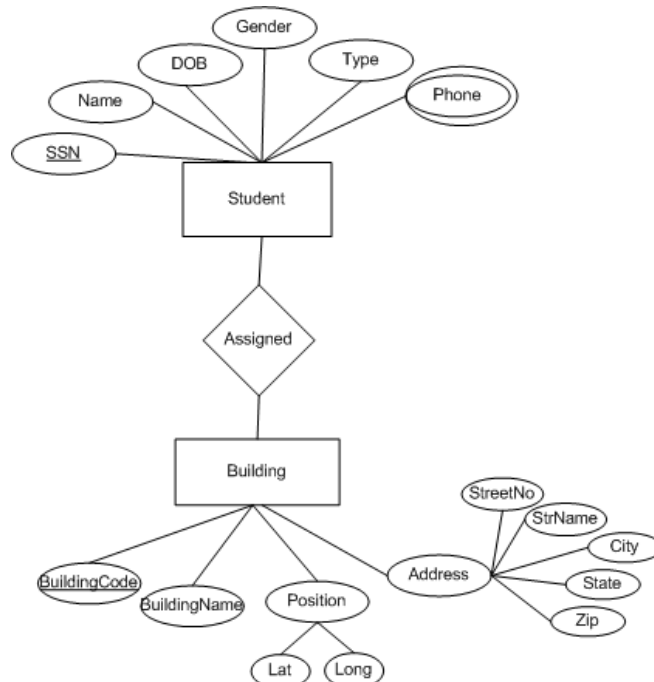 Gender
DOB
Type
Name
Phone
SSN
Student
Assigned
Building
StreetNo
StrName
City
BuildingCode
BuildingName
Position
Address
State
Zip
Lat
Long